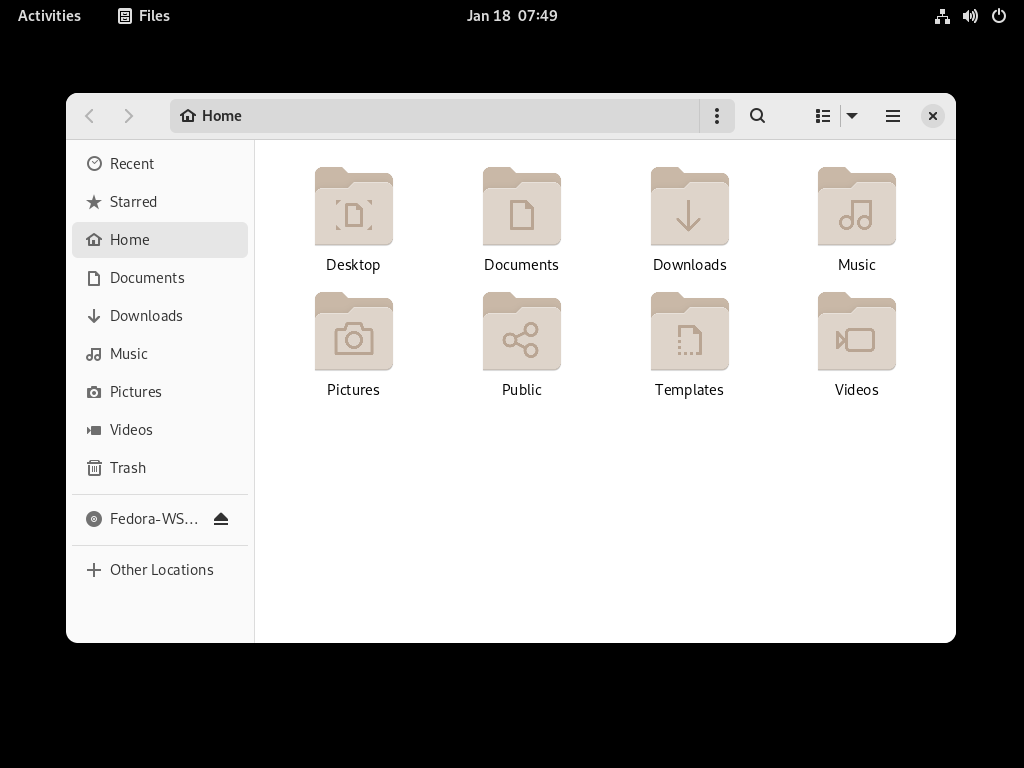 Activities Files Jan 18 07:49
Home
Recent
Starred
Home
Documents
Downloads
Music
Pictures
Videos
Trash
Fedora-WS…
Other Locations
Desktop Documents Downloads Music
Pictures Public Templates Videos